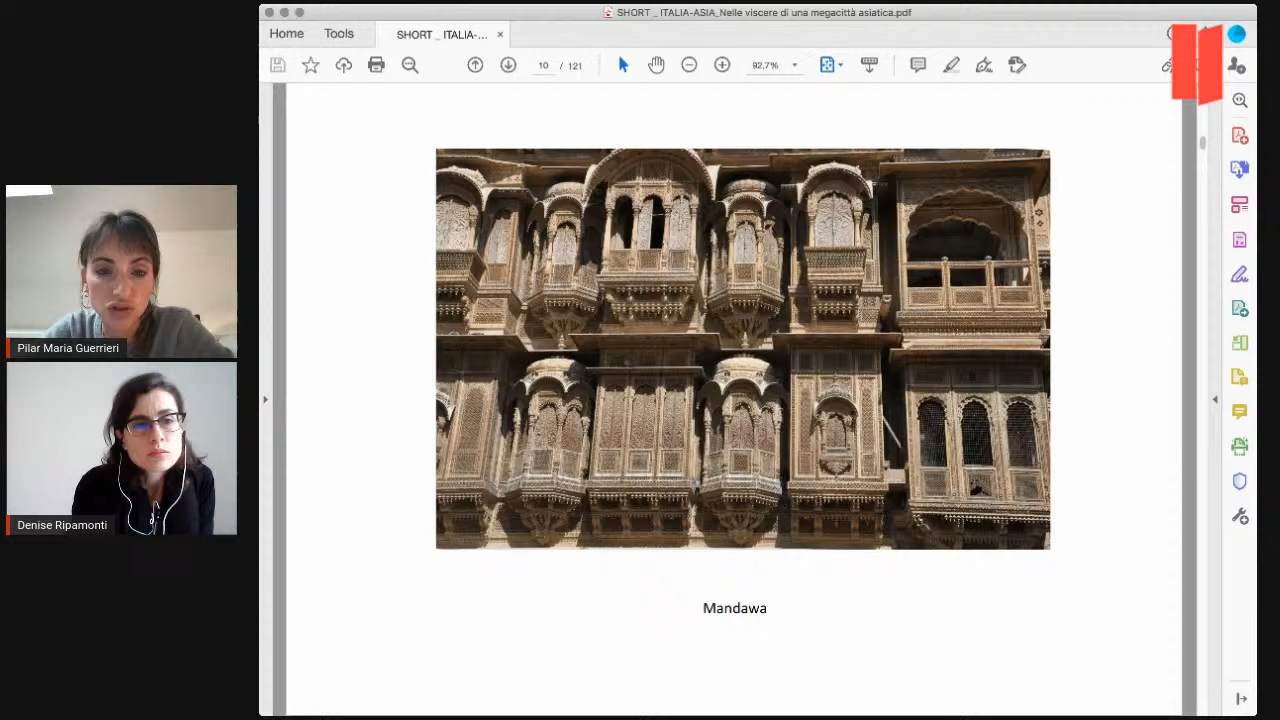 SHORT _ ITALIA-ASIA_Nelle viscere di una megacittà asiatica.pdf
Home
Tools
SHORT _ ITALIA-...
10 / 121
92,7%
Pilar Maria Guerrieri
Denise Ripamonti
Mandawa